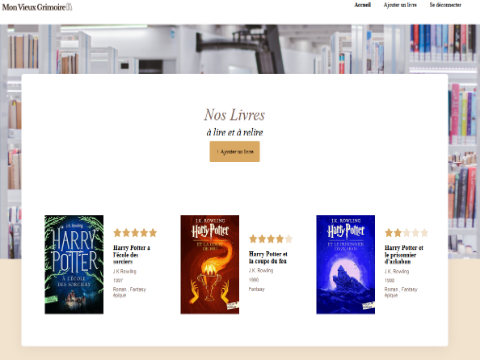 Mon Vieux Grimoire
Accueil
Ajouter un livre
Se déconnecter
Nos Livres
à lire et à relire
+ Ajouter un livre
HARRY
POTTER
À L'ÉCOLE
DES SORCIERS
Harry Potter à
l'école des
sorciers
J.K Rowling
1997
Roman , Fantasy
épique
J.K. ROWLING
Harry Potter
ET LA COUPE
DE FEU
Harry Potter et
la coupe du feu
J.K. Rowling
Fantasy
J.K. ROWLING
Harry Potter
ET LE PRISONNIER
D'AZKABAN
Harry Potter et
le prisonnier
d'azkaban
J.K Rowling
Roman , Fantasy
épique